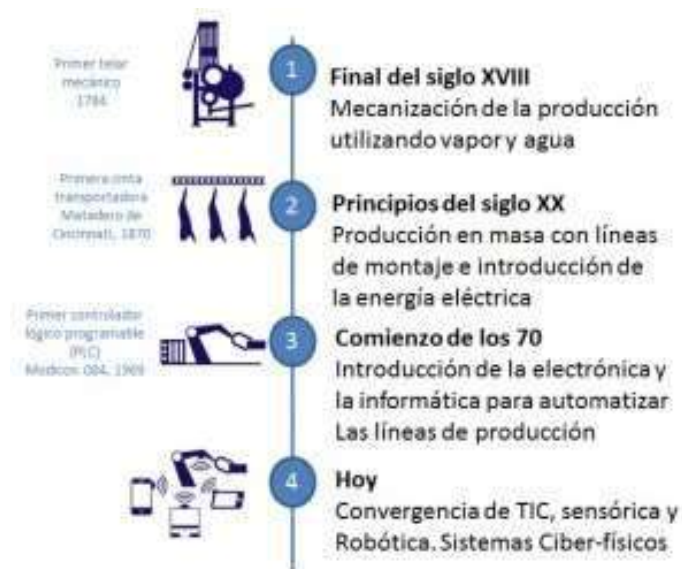 Primer telar
mecánico
1784
1
Final del siglo XVIII
Mecanización de la producción
utilizando vapor y agua
Primera cinta
transportadora
Matadero de
Cincinnati, 1870
2
Principios del siglo XX
Producción en masa con líneas
de montaje e introducción de
la energía eléctrica
Primer controlador
lógico programable
(PLC)
084, 1969
3
Comienzo de los 70
Introducción de la electrónica y
la informática para automatizar
Las líneas de producción
4
Hoy
Convergencia de TIC, sensórica y
Robótica. Sistemas Ciber-físicos